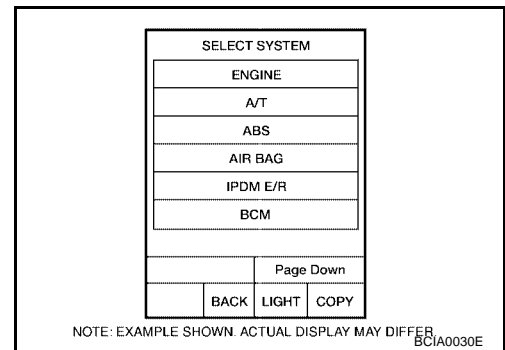 SELECT SYSTEM
ENGINE
A/T
ABS
AIR BAG
IPDM E/R
BCM
Page Down
BACK LIGHT COPY
NOTE: EXAMPLE SHOWN. ACTUAL DISPLAY MAY DIFFER.
BCIA0030E